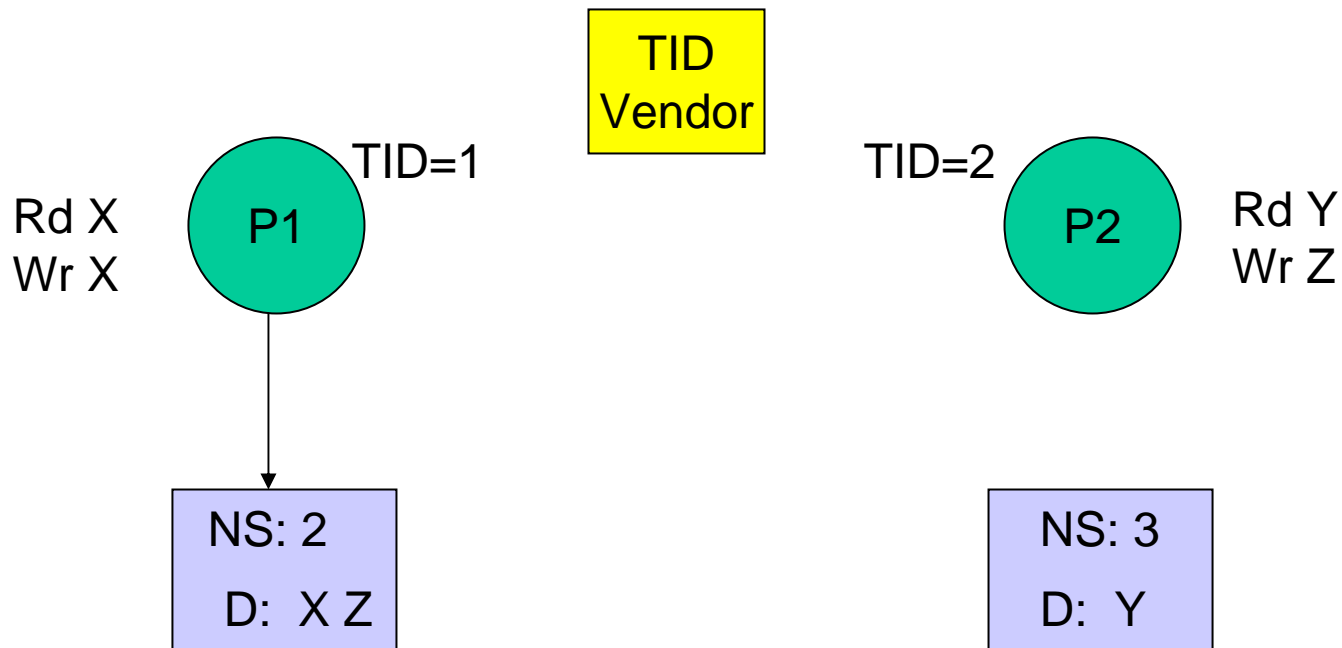 TID
Vendor
TID=1
TID=2
Rd X
Wr X
P1
P2
Rd Y
Wr Z
NS: 2
D: X Z
NS: 3
D: Y